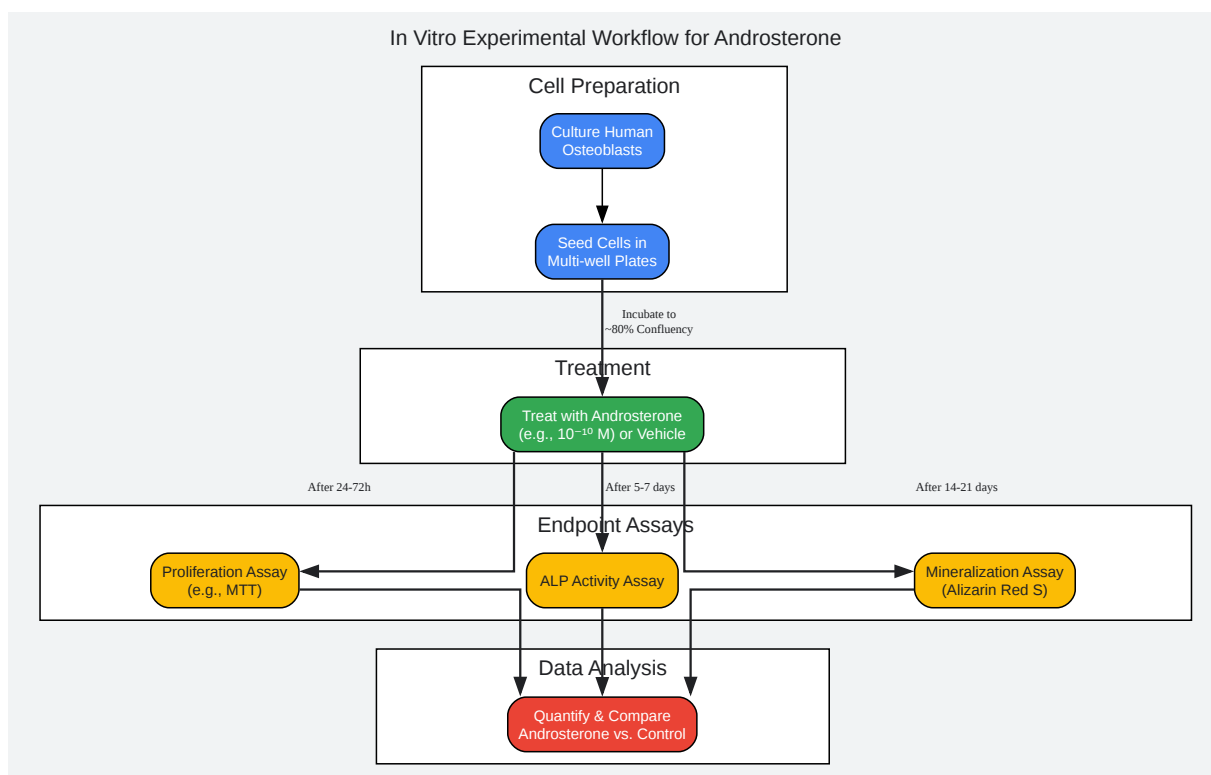 In Vitro Experimental Workflow for Androsterone
Cell Preparation
Culture Human
Osteoblasts
Seed Cells in
Multi-well Plates
Incubate to
~80% Confluency
Treatment
Treat with Androsterone
(e.g., 10⁻¹⁰ M) or Vehicle
After 24-72h
After 5-7 days
After 14-21 days
Endpoint Assays
Proliferation Assay
(e.g., MTT)
ALP Activity Assay
Mineralization Assay
(Alizarin Red S)
Data Analysis
Quantify & Compare
Androsterone vs. Control